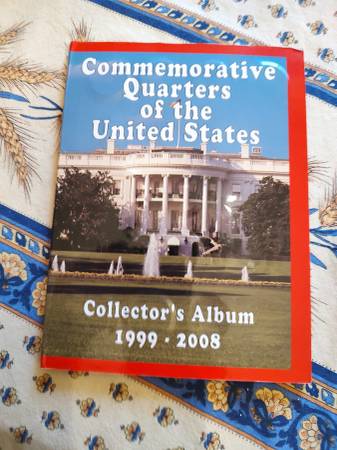 Commemorative
Quarters
of the
United States
Collector's Album
1999 · 2008